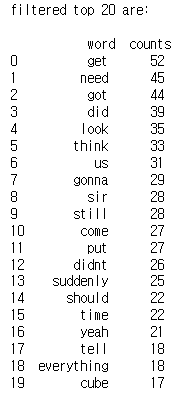 filtered top 20 are:
word counts
0 get 52
1 need 45
2 got 44
3 did 39
4 look 35
5 think 33
6 us 31
7 gonna 29
8 sir 28
9 still 28
10 come 27
11 put 27
12 didnt 26
13 suddenly 25
14 should 22
15 time 22
16 yeah 21
17 tell 18
18 everything 18
19 cube 17